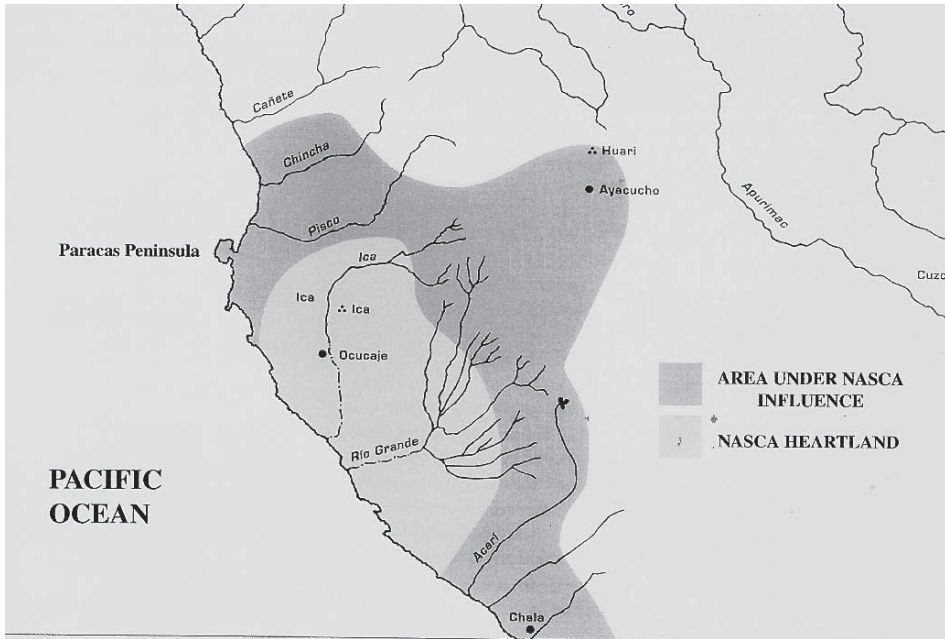 Cañete
Chincha
Pisco
Huari
Ayacucho
Apurimac
Cuzc
Paracas Peninsula
Ica
Ica
Ica
Ocucaje
Río Grande
Acarí
Chala
PACIFIC
OCEAN
AREA UNDER NASCA
INFLUENCE
NASCA HEARTLAND